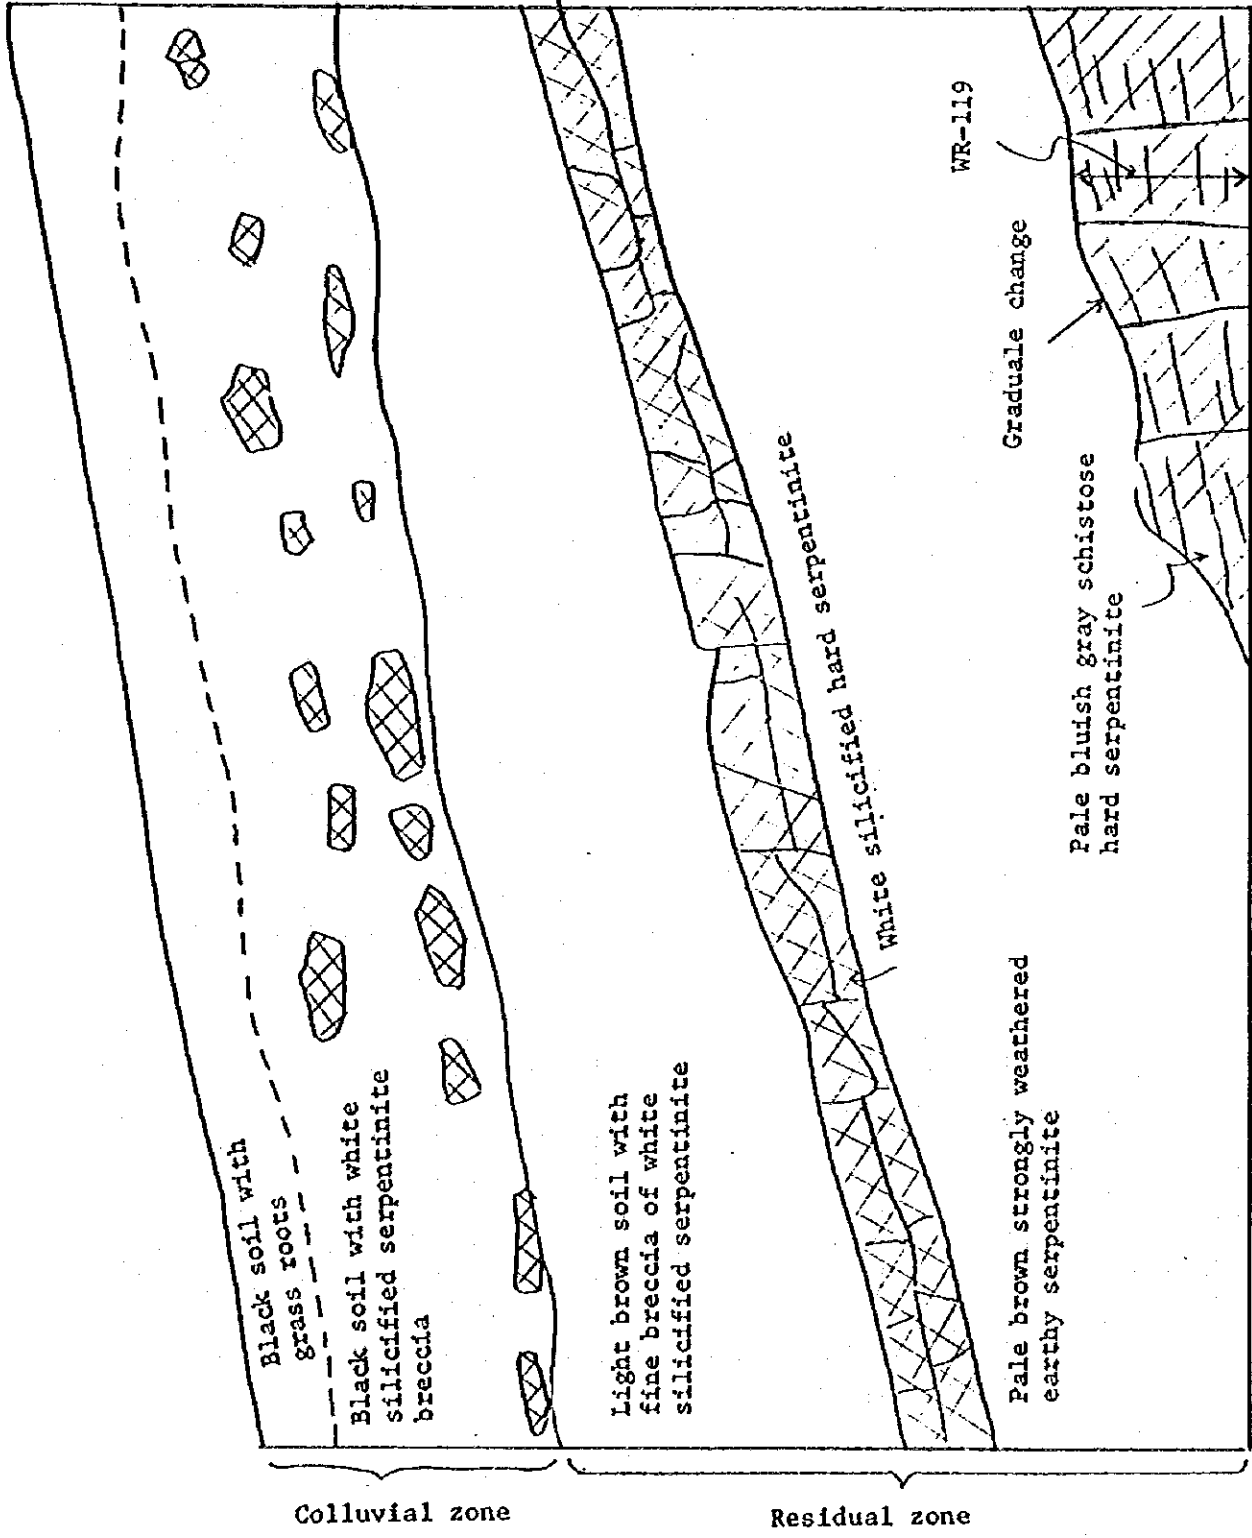 Black soil with
grass roots
Black soil with white
silicified serpentinite
breccia
Light brown soil with
fine breccia of white
silicified serpentinite
White silicified hard serpentinite
Pale brown strongly weathered
earthy serpentinite
Pale bluish gray schistose
hard serpentinite
Graduale change
WR-119
Colluvial zone
Residual zone